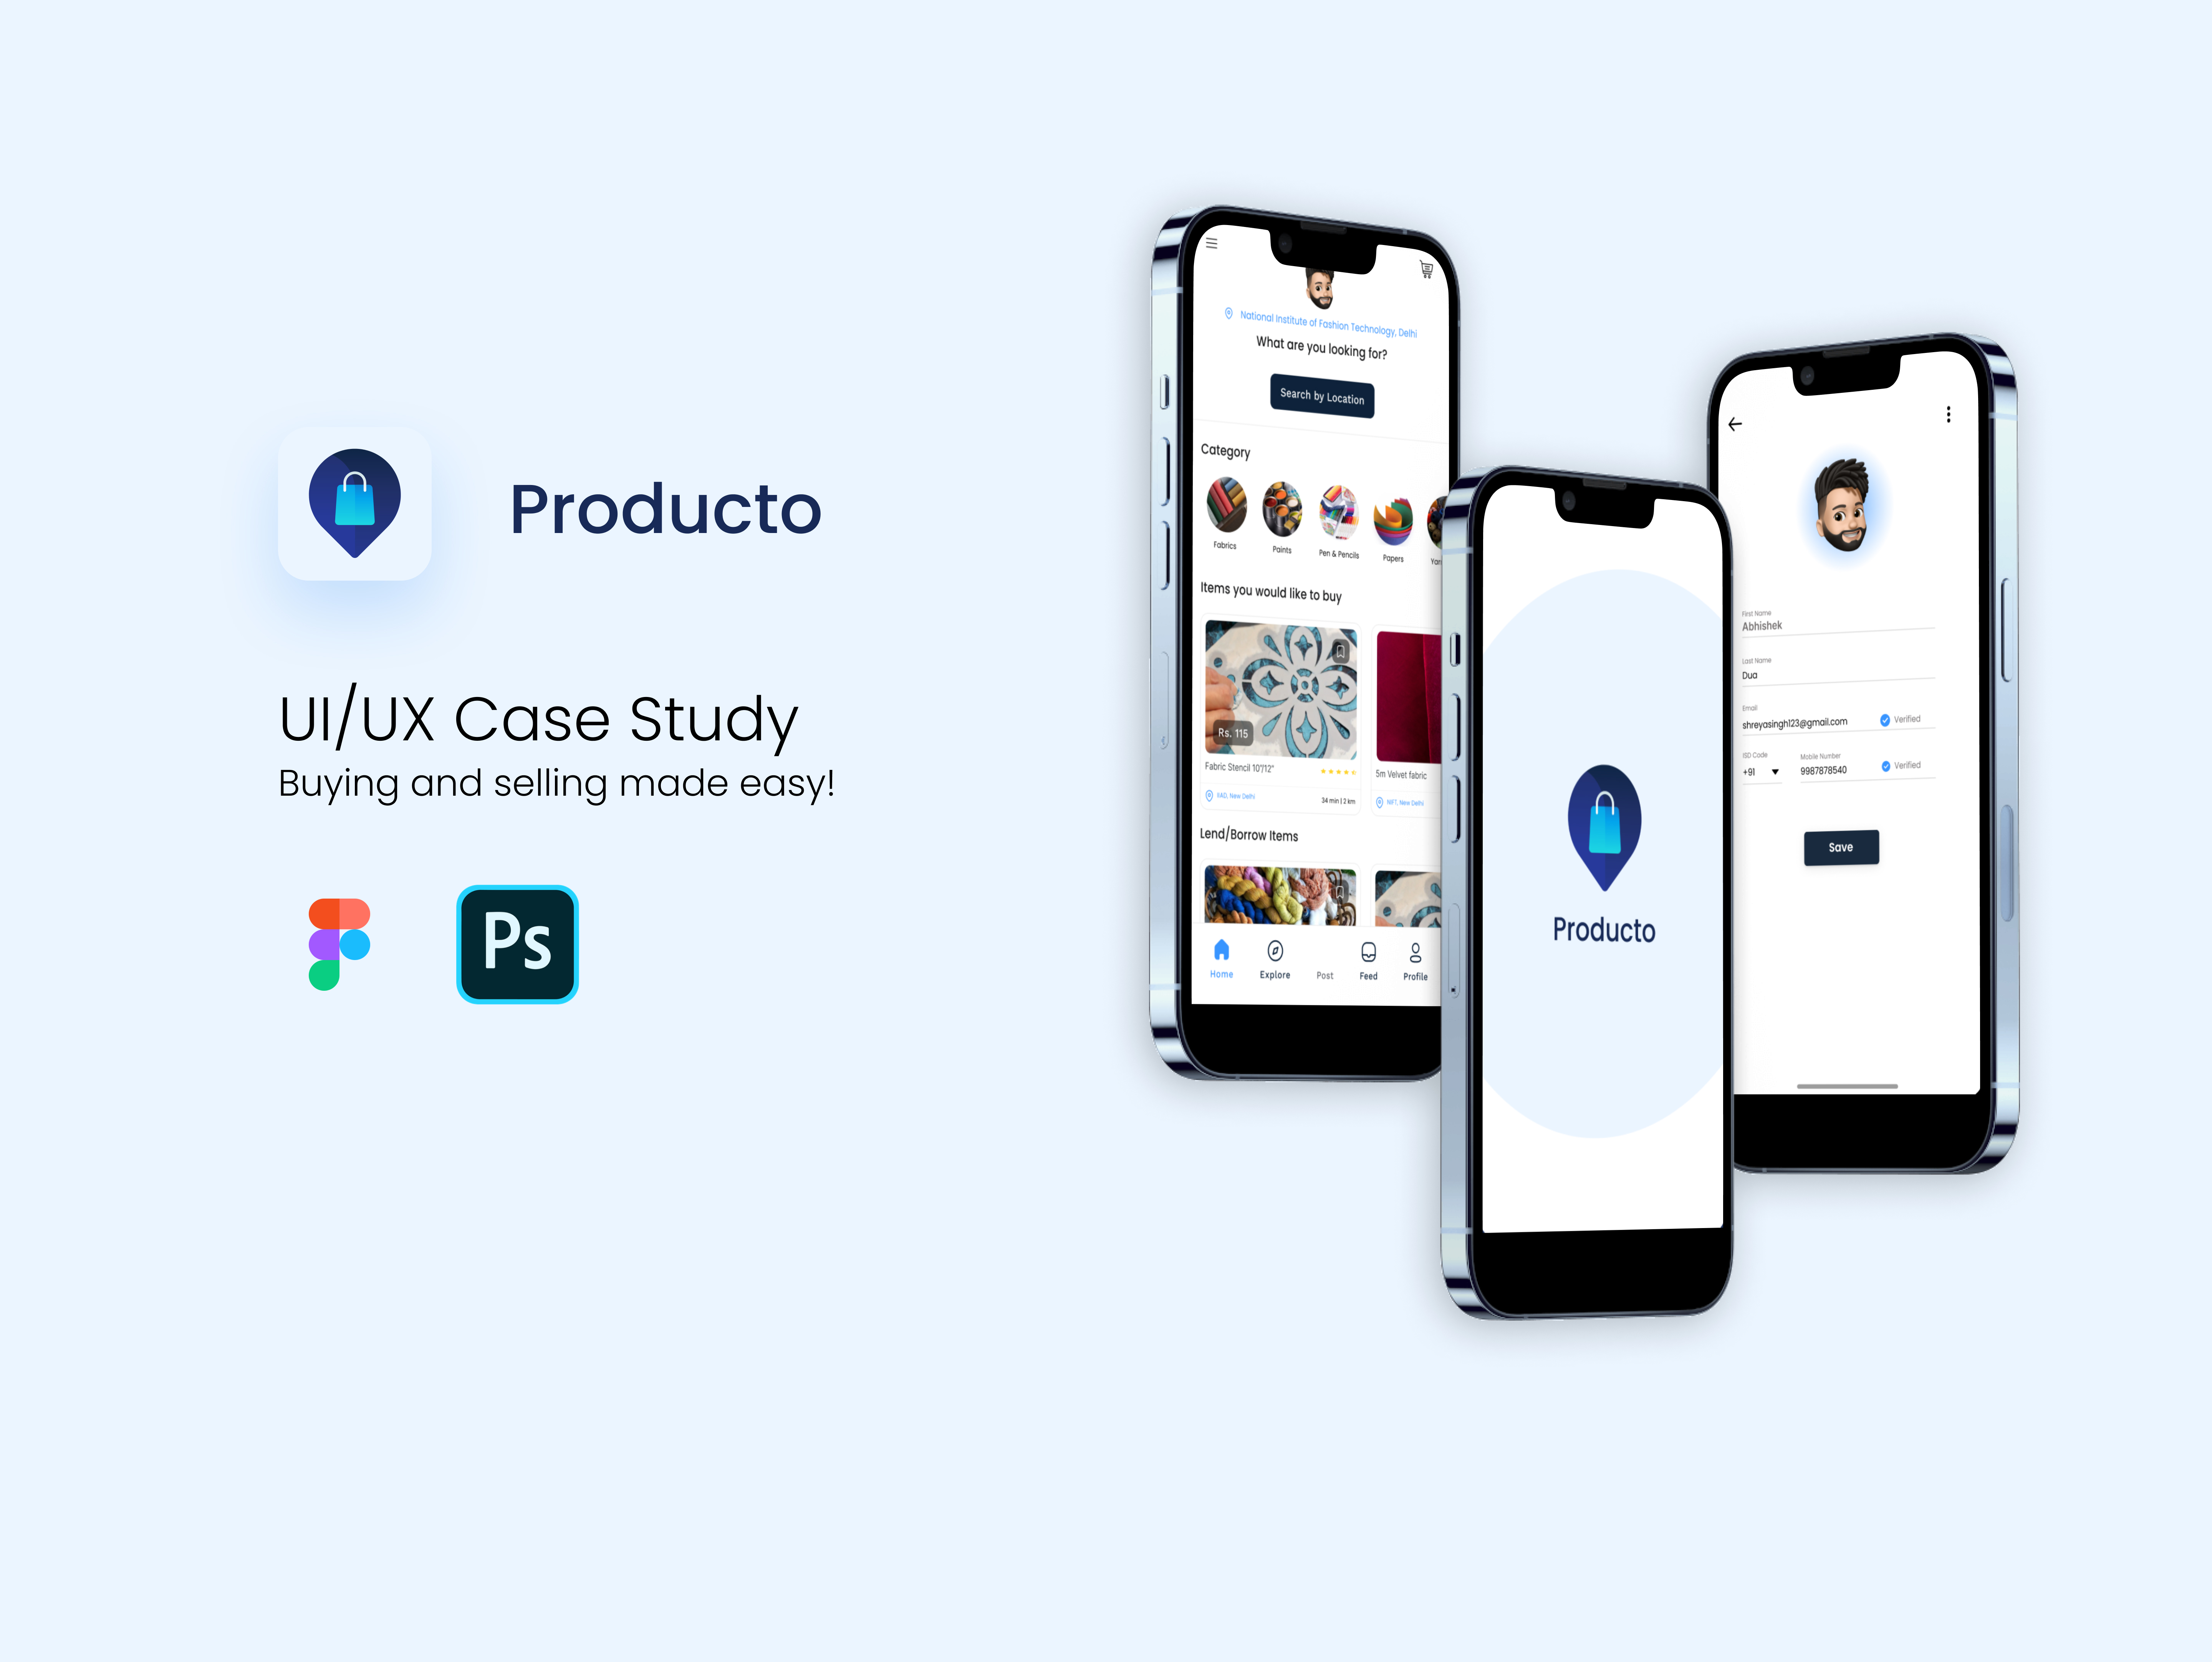 Producto
UI/UX Case Study
Buying and selling made easy!
Ps
National Institute of Fashion Technology, Delhi
What are you looking for?
Search by Location
Category
Fabrics
Paints
Pen & Pencils
Papers
Yar
Items you would like to buy
Rs. 115
Fabric Stencil 10"/12"
5m Velvet fabric
34 min | 2 km
NIFT, New Delhi
Lend/Borrow Items
Home
Explore
Post
Feed
Profile
Producto
First Name
Abhishek
Last Name
Dua
Email
shreyasingh123@gmail.com
Verified
ISD Code
Mobile Number
+91
9987878540
Verified
Save